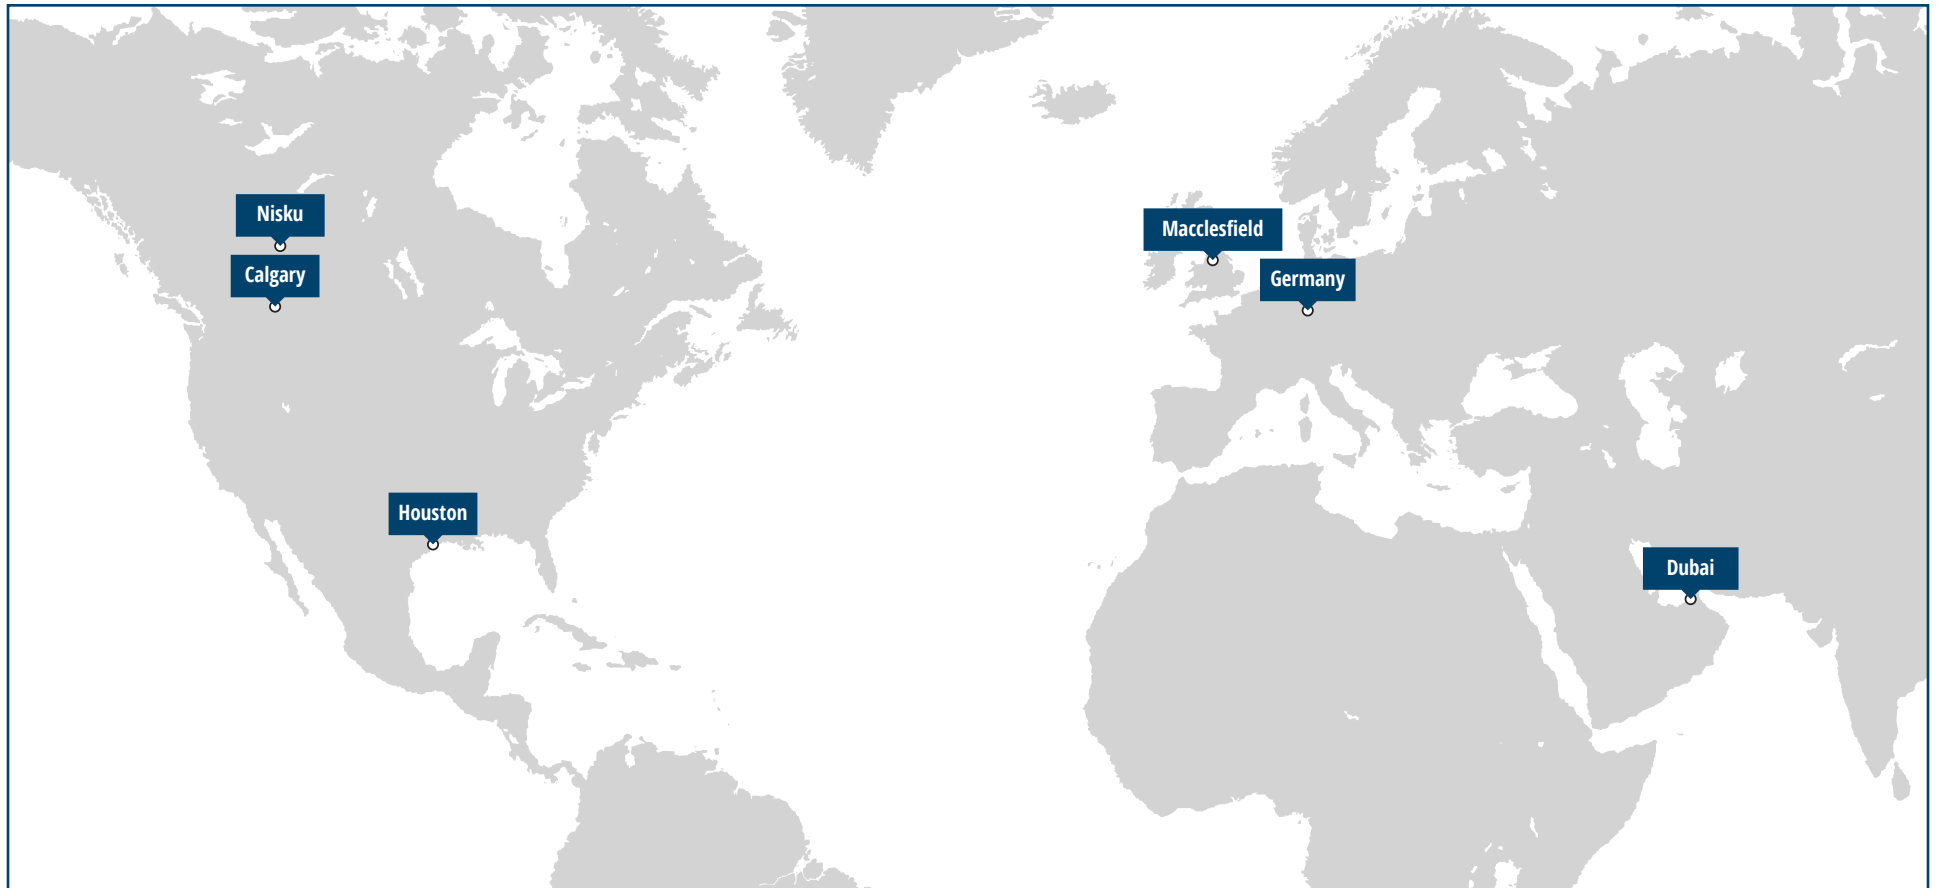 Nisku
Calgary
Macclesfield
Germany
Houston
Dubai